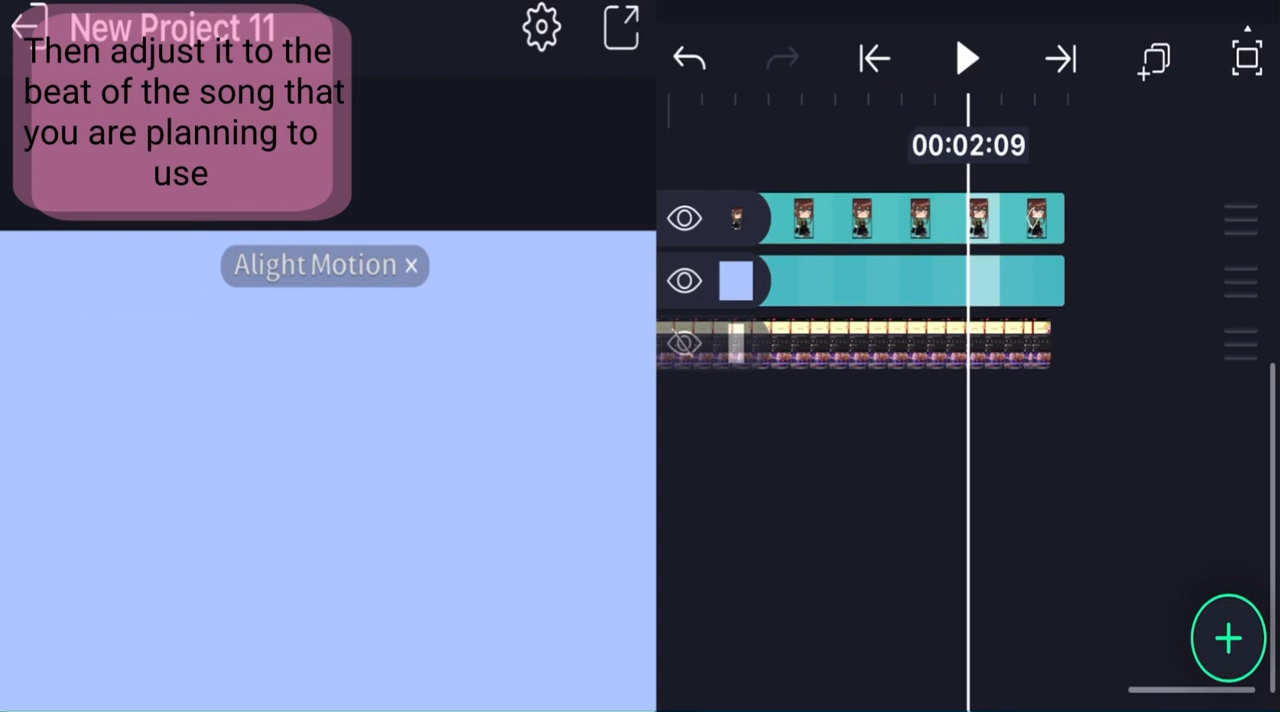 New Project 11
Then adjust it to the
beat of the song that
you are planning to
use
Alight Motion x
00:02:09